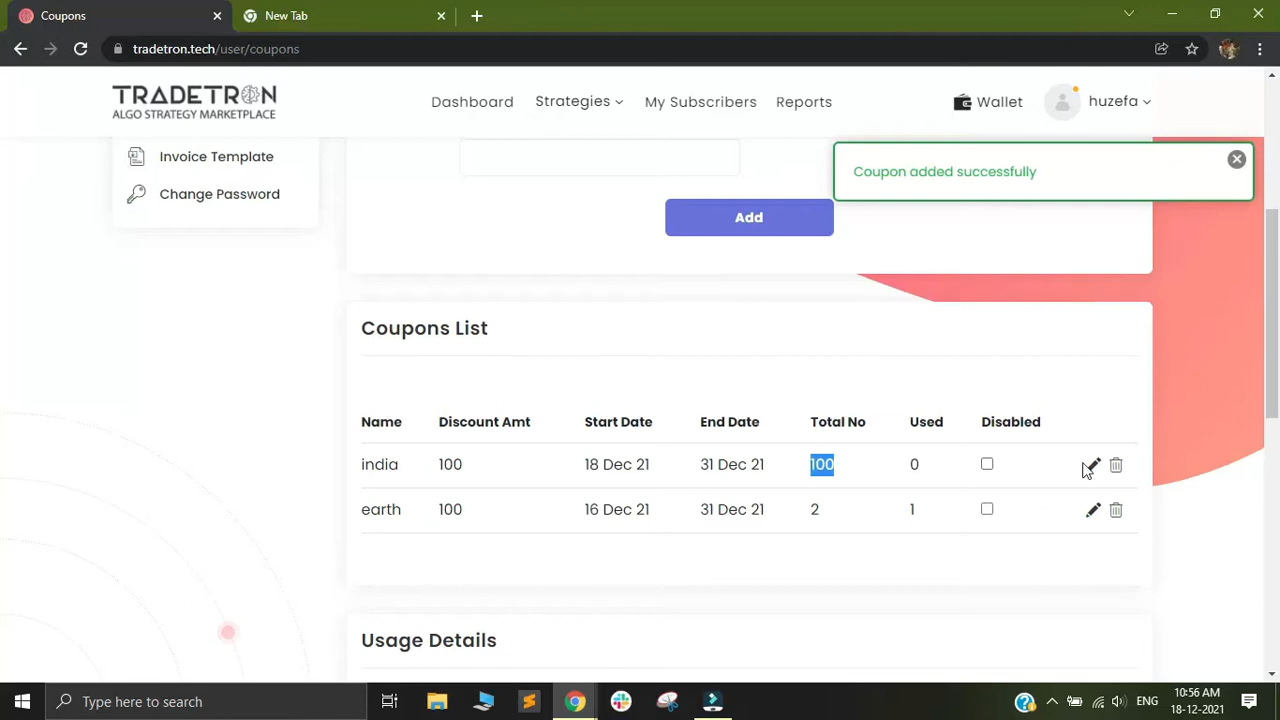 Coupons
New Tab
tradetron.tech/user/coupons
TRADETRON
ALGO STRATEGY MARKETPLACE
Dashboard Strategies My Subscribers Reports Wallet huzefa
Invoice Template
Change Password
Coupon added successfully
Add
Coupons List
Name Discount Amt Start Date End Date Total No Used Disabled
india 100 18 Dec 21 31 Dec 21 100 0
earth 100 16 Dec 21 31 Dec 21 2 1
Usage Details
Type here to search
ENG
10:56 AM
18-12-2021